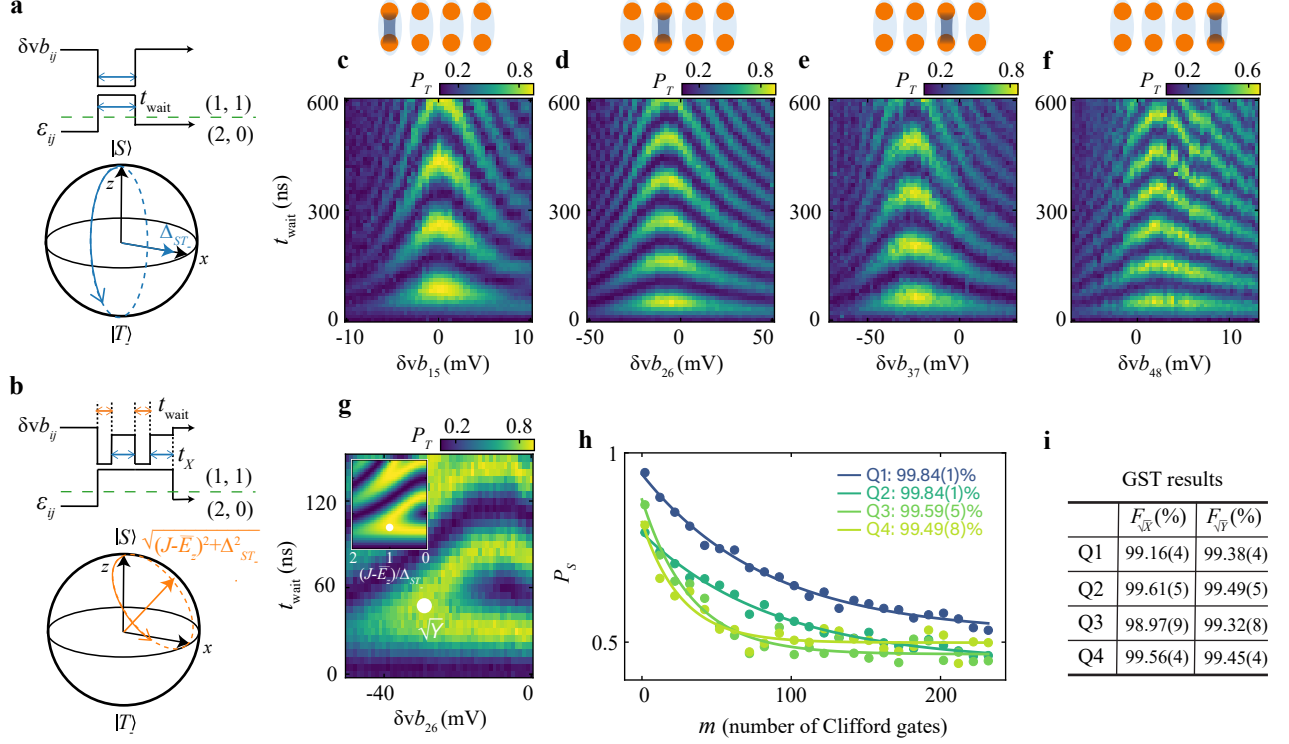 a
δvb_ij
t_wait
(1, 1)
ε_ij
(2, 0)
|S⟩
z
Δ_ST_-
x
|T_-⟩
b
t_wait
δvb_ij
t_X
(1, 1)
ε_ij
(2, 0)
|S⟩
√(J-E̅_z)²+Δ²_ST_-
z
x
|T_-⟩
c
P_T 0.2 0.8
600
300
0
t_wait (ns)
-10 0 10
δvb_15 (mV)
d
P_T 0.2 0.8
600
300
0
-50 0 50
δvb_26 (mV)
e
P_T 0.2 0.8
600
300
0
-50 0
δvb_37 (mV)
f
P_T 0.2 0.6
600
300
0
0 10
δvb_48 (mV)
g
P_T 0.2 0.8
120
60
0
t_wait (ns)
2 1 0
(J-E̅_z)/Δ_ST_-
√Y
-40 0
δvb_26 (mV)
h
1
0.5
P_S
Q1: 99.84(1)%
Q2: 99.84(1)%
Q3: 99.59(5)%
Q4: 99.49(8)%
0 100 200
m (number of Clifford gates)
i
GST results
F_√X (%) F_√Y (%)
Q1 99.16(4) 99.38(4)
Q2 99.61(5) 99.49(5)
Q3 98.97(9) 99.32(8)
Q4 99.56(4) 99.45(4)